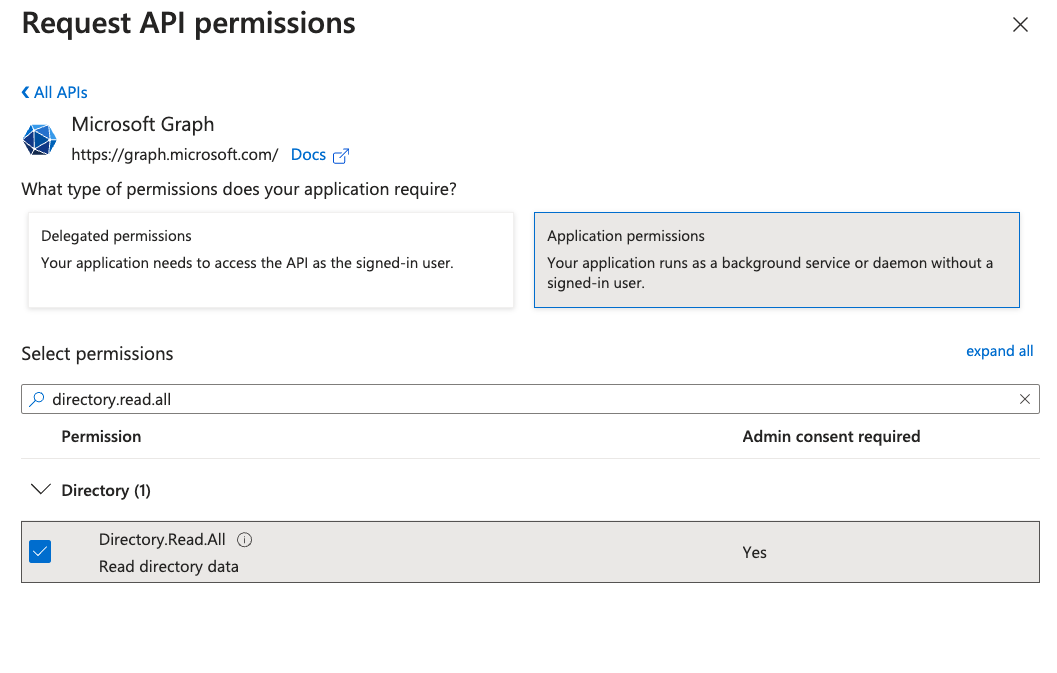 Request API permissions
All APIs
Microsoft Graph
https://graph.microsoft.com/ Docs
What type of permissions does your application require?
Delegated permissions
Your application needs to access the API as the signed-in user.
Application permissions
Your application runs as a background service or daemon without a
signed-in user.
Select permissions
expand all
directory.read.all
Permission
Admin consent required
Directory (1)
Directory.Read.All
Read directory data
Yes